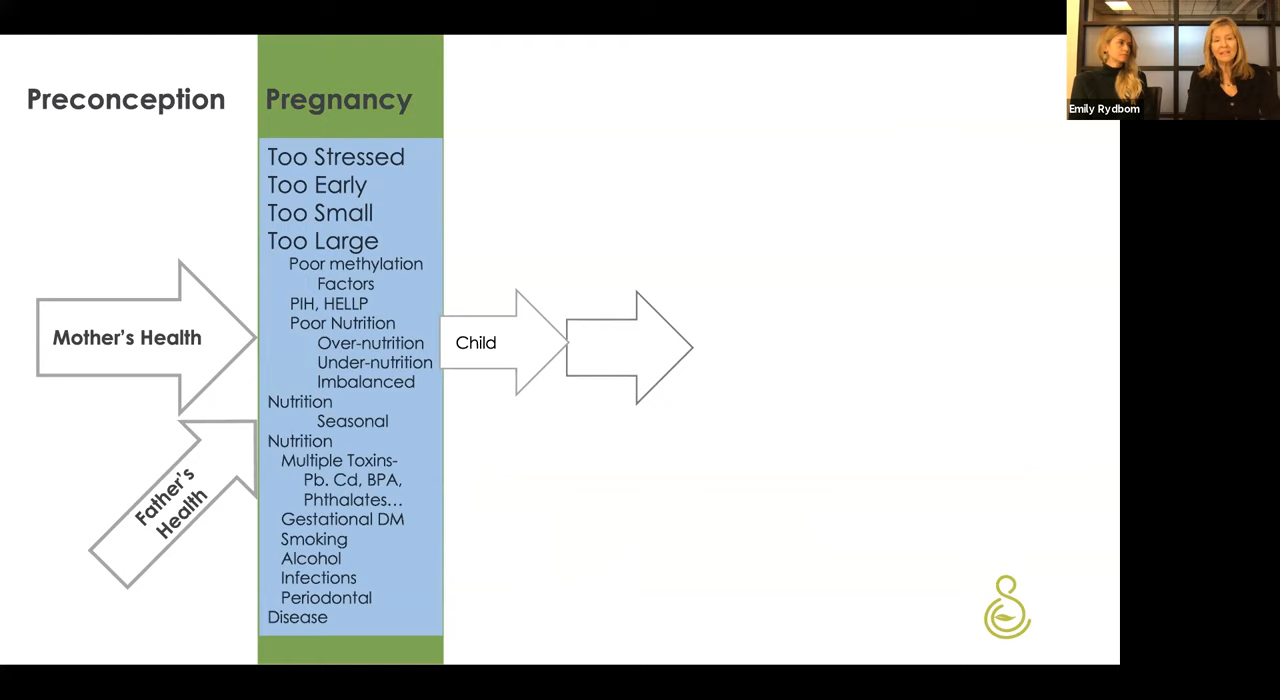 Preconception
Pregnancy
Too Stressed
Too Early
Too Small
Too Large
Poor methylation
Factors
PIH, HELLP
Poor Nutrition
Over-nutrition
Under-nutrition
Imbalanced
Nutrition
Seasonal
Nutrition
Multiple Toxins-
Pb. Cd, BPA,
Phthalates…
Gestational DM
Smoking
Alcohol
Infections
Periodontal
Disease
Mother’s Health
Father’s
Health
Child
Emily Rydbom